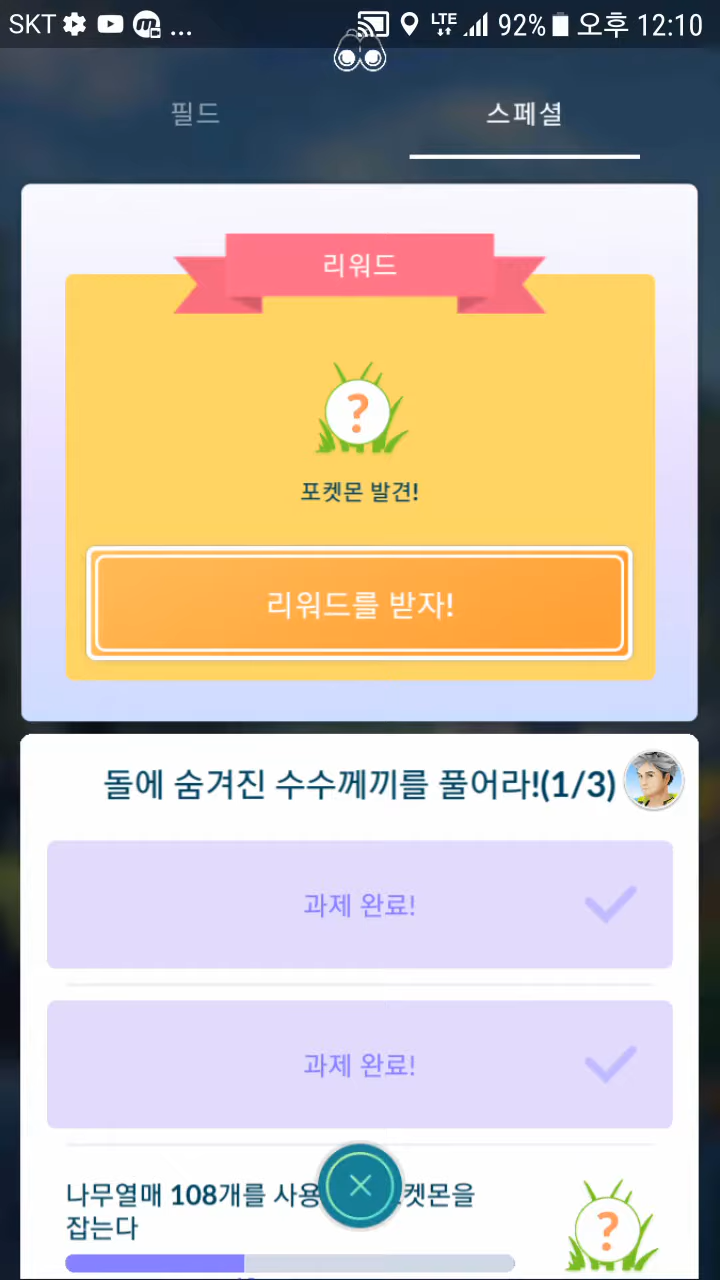 SKT ... LTE 92% 오후 12:10
필드 스페셜
리워드
?
포켓몬 발견!
리워드를 받자!
돌에 숨겨진 수수께끼를 풀어라!(1/3)
과제 완료!
과제 완료!
나무열매 108개를 사용
잡는다
?